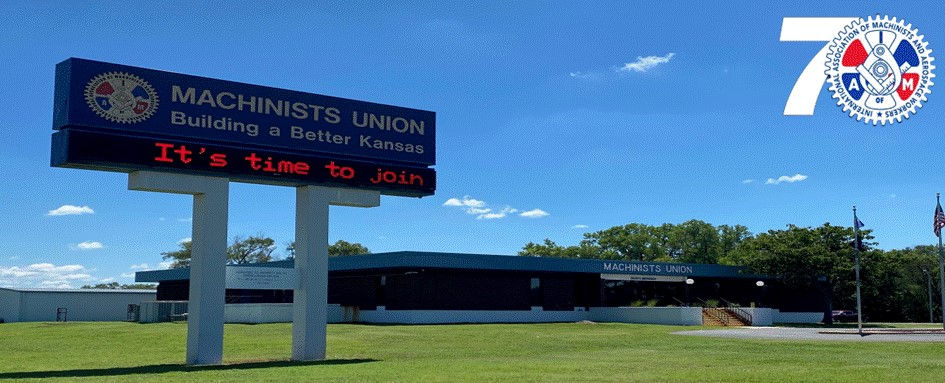 MACHINISTS UNION
Building a Better Kansas
It's time to join
MACHINISTS UNION
7
INTERNATIONAL ASSOCIATION OF MACHINISTS AND AEROSPACE WORKERS
I
A M
OF